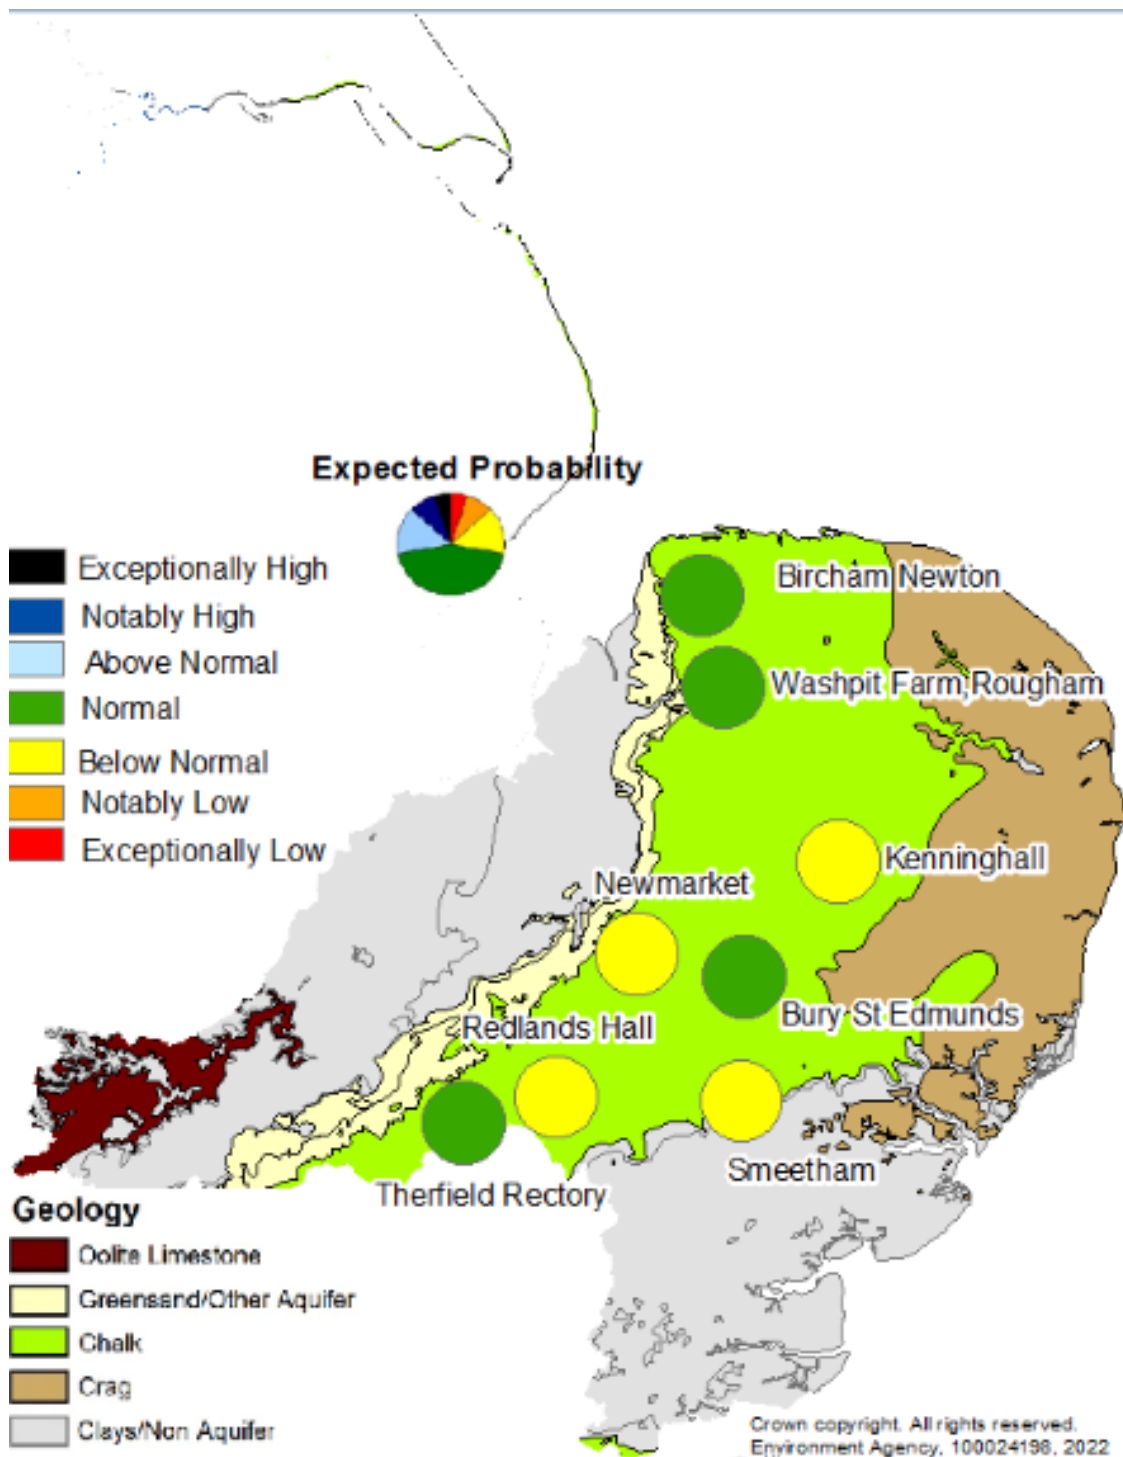 Expected Probability
Exceptionally High
Notably High
Above Normal
Normal
Below Normal
Notably Low
Exceptionally Low
Bircham Newton
Washpit Farm,Rougham
Kenninghall
Newmarket
Bury St Edmunds
Redlands Hall
Smeetham
Therfield Rectory
Geology
Oolite Limestone
Greensand/Other Aquifer
Chalk
Crag
Clays/Non Aquifer
Crown copyright. All rights reserved.
Environment Agency, 100024198, 2022